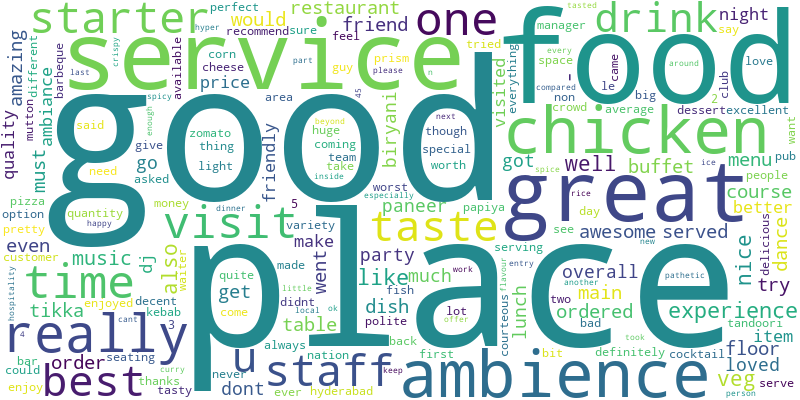 good
place
food
service
great
chicken
ambience
really
staff
best
time
visit
taste
starter
drink
one
u
like
experience
also
restaurant
friend
would
night
amazing
perfect
hyper
recommend
sure
feel
manager
tasted
tried
say
different
barbeque
last
crispy
corn
cheese
available
part
please
guy
prism
n
every
space
everything
love
around
came
le
club
quality
mutton
ambiance
must
price
area
non
big
compared
dessert
excellent
2
want
said
zomato
thing
light
friendly
huge
coming
team
45
beyond
next
though
special
biryani
visited
crowd
average
spicy
enough
give
go
asked
need
inside
take
worth
got
well
buffet
menu
ice
pub
people
pizza
option
quantity
happy
dinner
money
5
worst
especially
paneer
papiya
spice
rice
day
course
better
pretty
even
customer
music
dj
waiter
variety
make
party
serving
see
awesome
served
new
nice
delicious
dance
hospitality
enjoyed
decent
quite
made
went
didnt
much
work
flavour
entry
another
overall
pathetic
try
tikka
kebab
get
come
little
local
ok
fish
dish
lot
offer
courteous
lunch
two
main
tandoori
4
3
cant
table
polite
back
first
ordered
bad
took
floor
item
bar
seating
always
nation
bit
definitely
cocktail
loved
could
order
thanks
curry
never
dont
ever
hyderabad
keep
veg
person
serve
enjoy
tasty